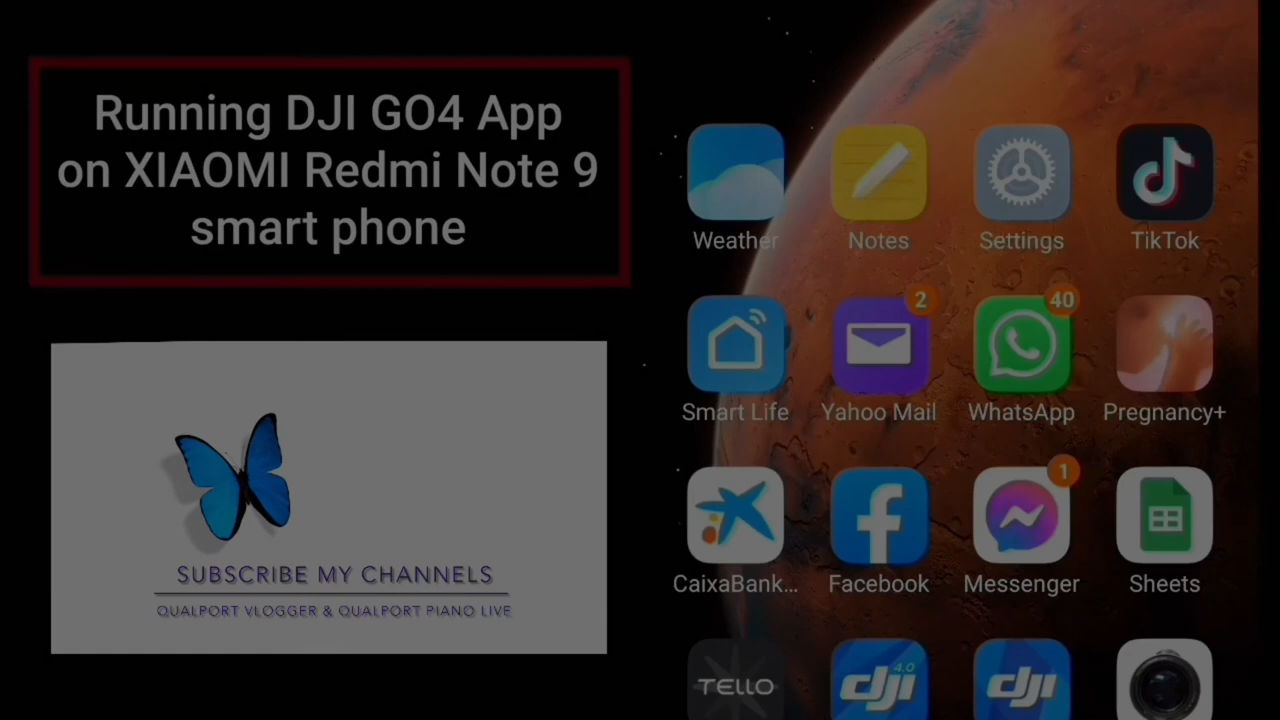 Running DJI GO4 App
on XIAOMI Redmi Note 9
smart phone
SUBSCRIBE MY CHANNELS
QUALPORT VLOGGER & QUALPORT PIANO LIVE
Weather Notes Settings TikTok
2 40
Smart Life Yahoo Mail WhatsApp Pregnancy+
1
CaixaBank... Facebook Messenger Sheets
4.0
TELLO dji dji